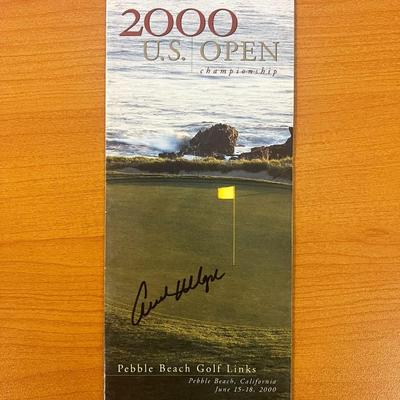 2000
U.S. OPEN
championship
Pebble Beach Golf Links
Pebble Beach, California
June 15-18, 2000